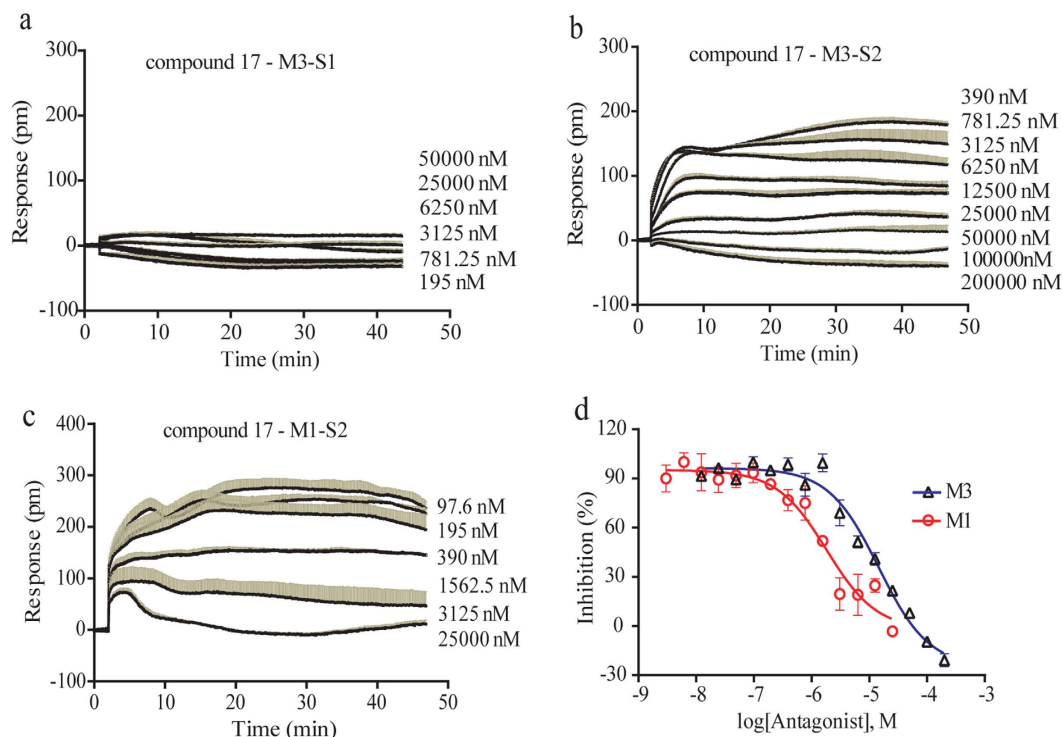 a
compound 17 - M3-S1
300
200
100
0
-100
Response (pm)
50000 nM
25000 nM
6250 nM
3125 nM
781.25 nM
195 nM
0 10 20 30 40 50
Time (min)
b
compound 17 - M3-S2
300
200
100
0
-100
Response (pm)
390 nM
781.25 nM
3125 nM
6250 nM
12500 nM
25000 nM
50000 nM
100000nM
200000 nM
0 10 20 30 40 50
Time (min)
c
compound 17 - M1-S2
400
300
200
100
0
-100
Response (pm)
97.6 nM
195 nM
390 nM
1562.5 nM
3125 nM
25000 nM
0 10 20 30 40 50
Time (min)
d
120
90
60
30
0
-30
Inhibition (%)
M3
M1
-9 -8 -7 -6 -5 -4 -3
log[Antagonist], M